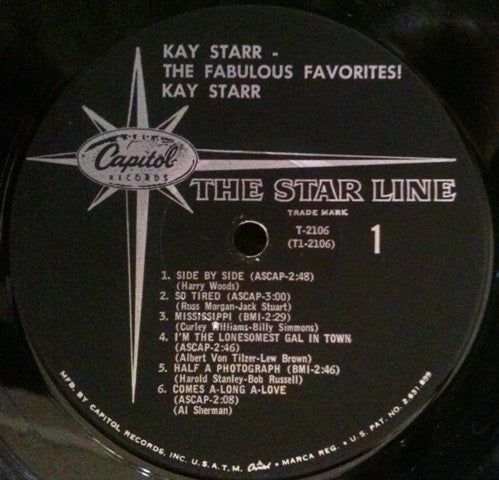 KAY STARR -
THE FABULOUS FAVORITES!
KAY STARR
Capitol
RECORDS
THE STAR LINE
TRADE MARK
T-2106
(T1-2106)
1
1. SIDE BY SIDE (ASCAP-2:48)
(Harry Woods)
2. SO TIRED (ASCAP-3:00)
(Russ Morgan-Jack Stuart)
3. MISSISSIPPI (BMI-2:29)
(Curley Williams-Billy Simmons)
4. I'M THE LONESOMEST GAL IN TOWN
(ASCAP-2:46)
(Albert Von Tilzer-Lew Brown)
5. HALF A PHOTOGRAPH (BMI-2:46)
(Harold Stanley-Bob Russell)
6. COMES A-LONG A-LOVE
(ASCAP-2:08)
(Al Sherman)
MFD. BY CAPITOL RECORDS, INC. U.S.A. T.M. Capitol - MARCA REG. • U.S. PAT. NO. 2,631,859